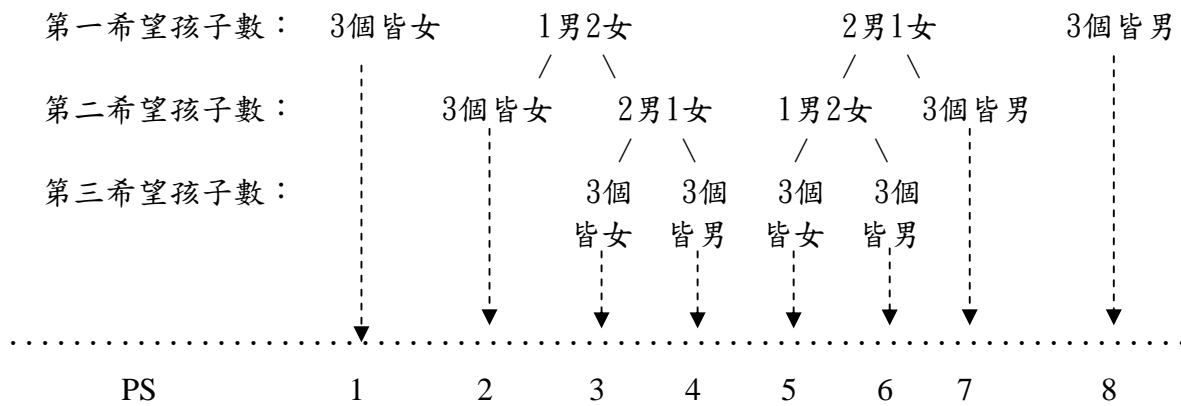 第一希望孩子數： 3個皆女 1男2女 2男1女 3個皆男
第二希望孩子數： 3個皆女 2男1女 1男2女 3個皆男
第三希望孩子數： 3個 3個 3個 3個
皆女 皆男 皆女 皆男
PS 1 2 3 4 5 6 7 8